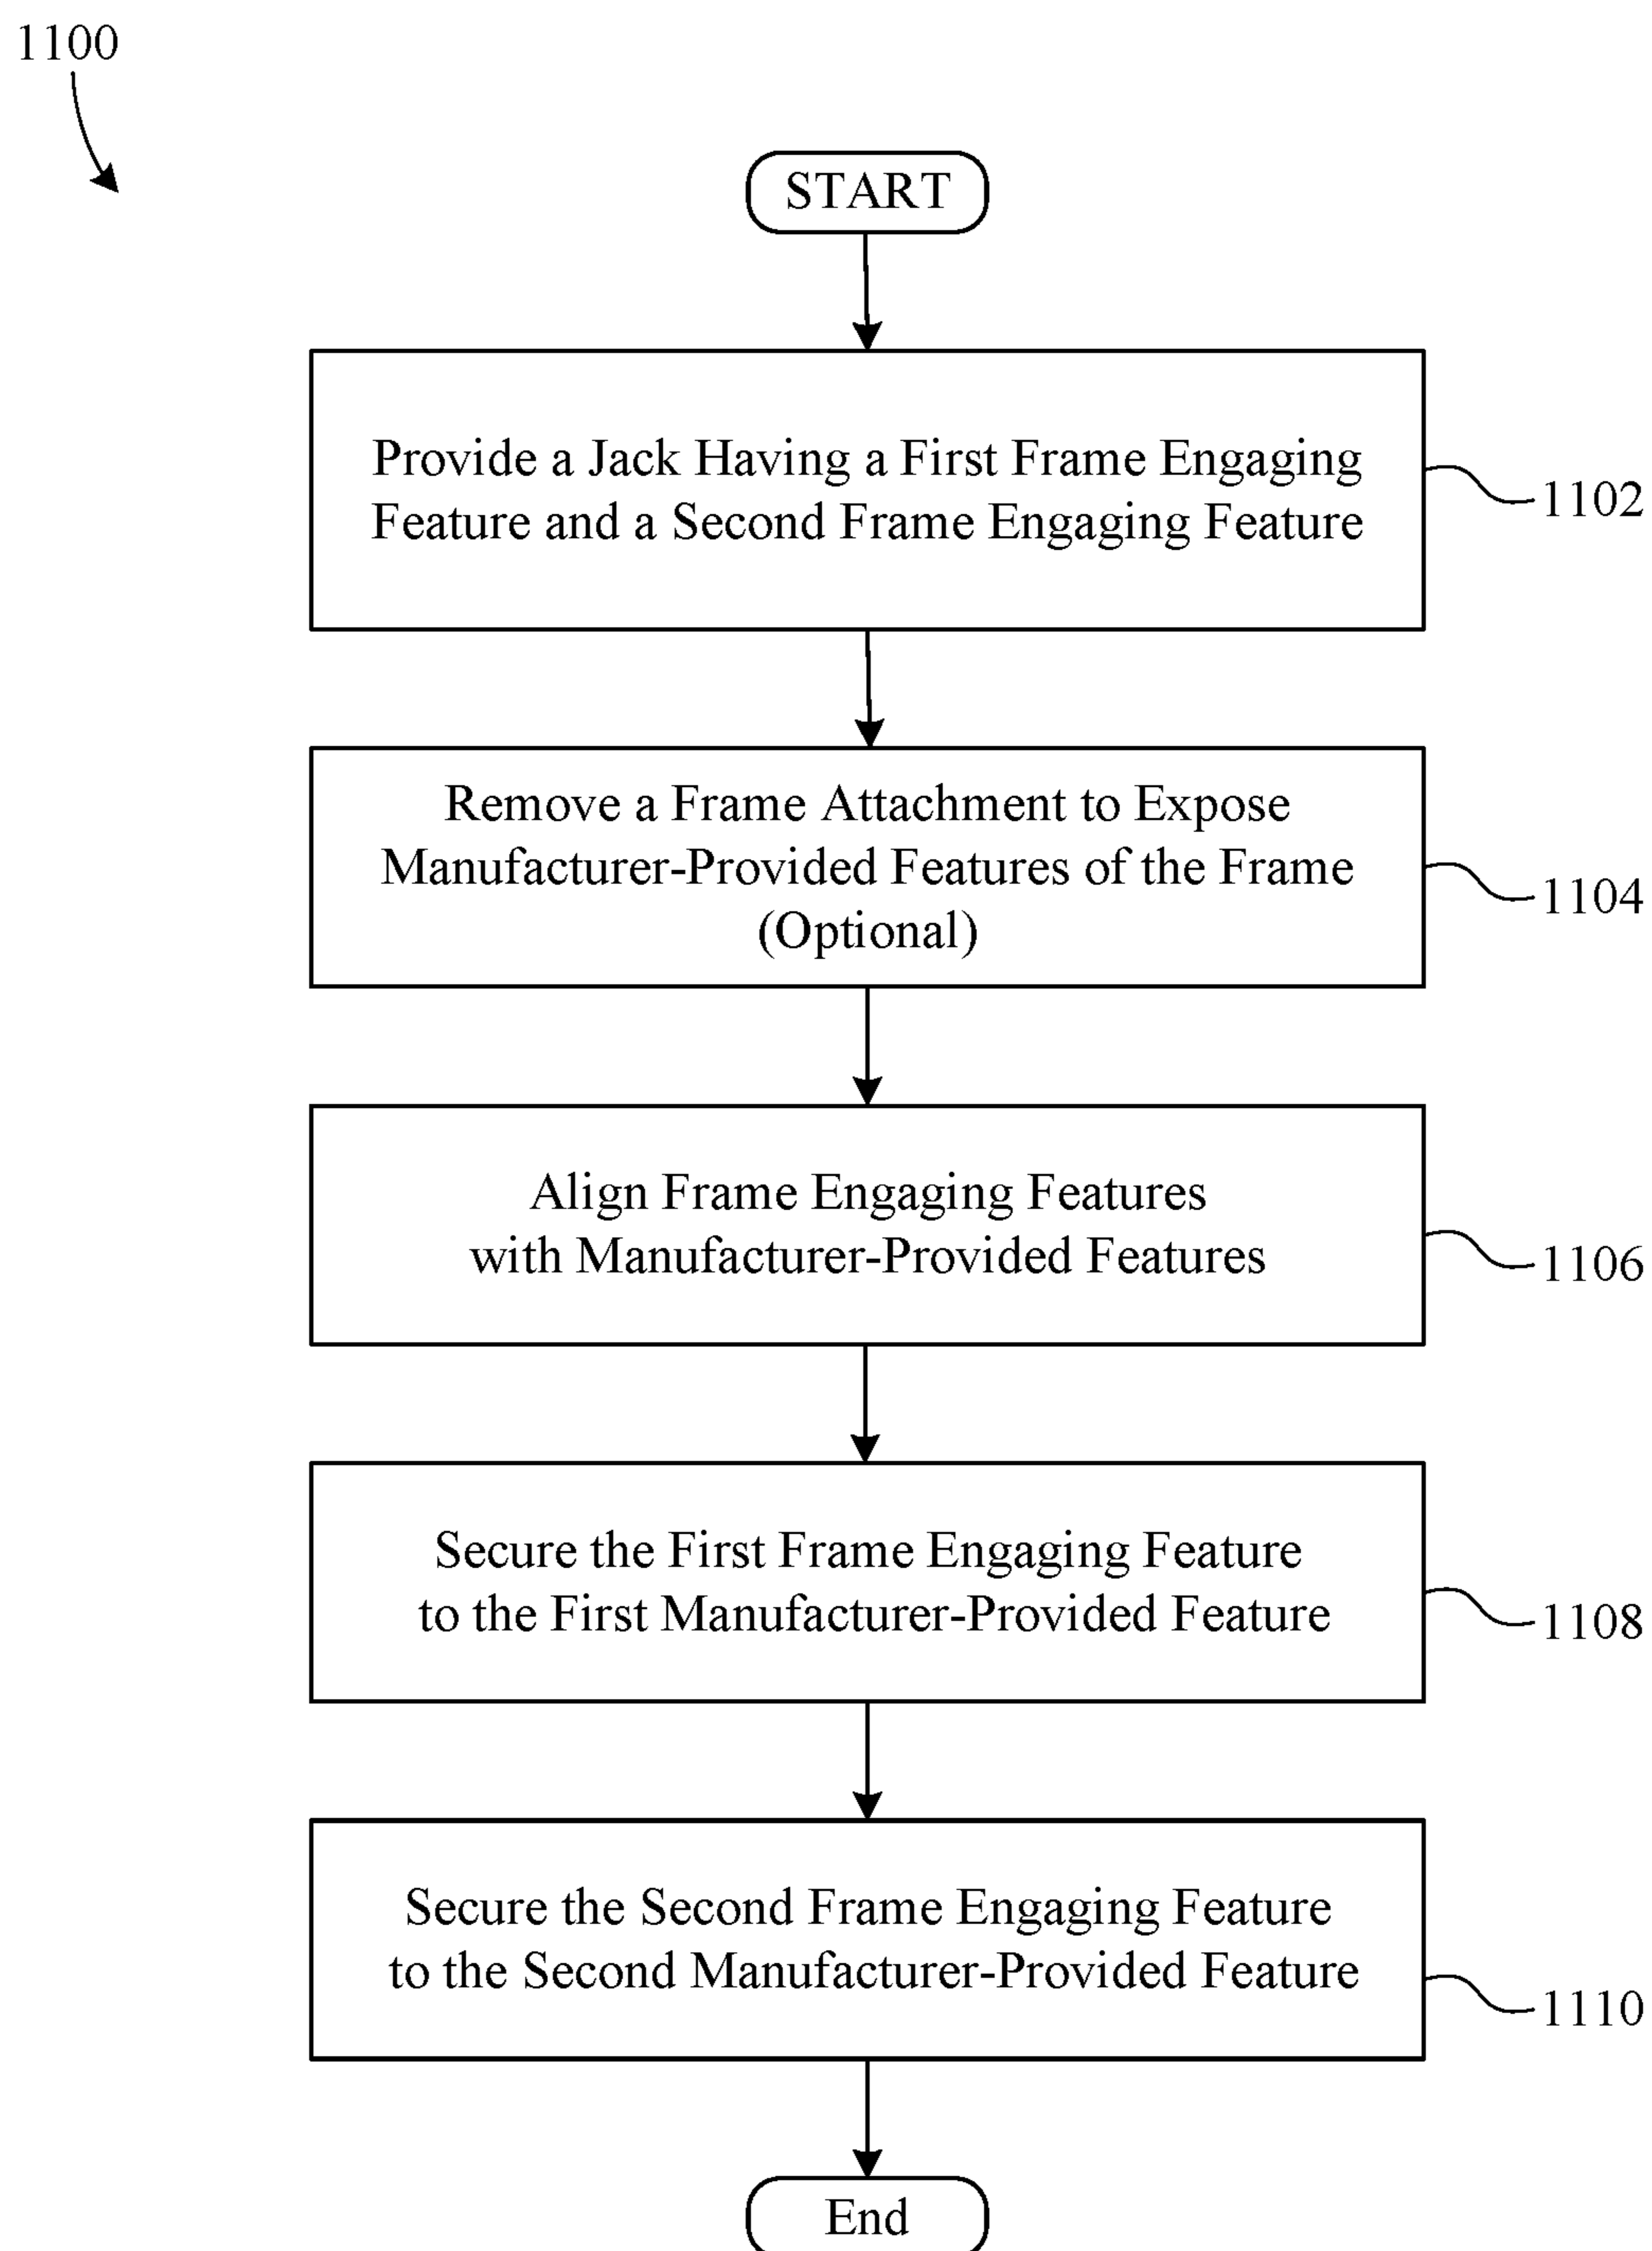 1100
START
Provide a Jack Having a First Frame Engaging
Feature and a Second Frame Engaging Feature
1102
Remove a Frame Attachment to Expose
Manufacturer-Provided Features of the Frame
(Optional)
1104
Align Frame Engaging Features
with Manufacturer-Provided Features
1106
Secure the First Frame Engaging Feature
to the First Manufacturer-Provided Feature
1108
Secure the Second Frame Engaging Feature
to the Second Manufacturer-Provided Feature
1110
End